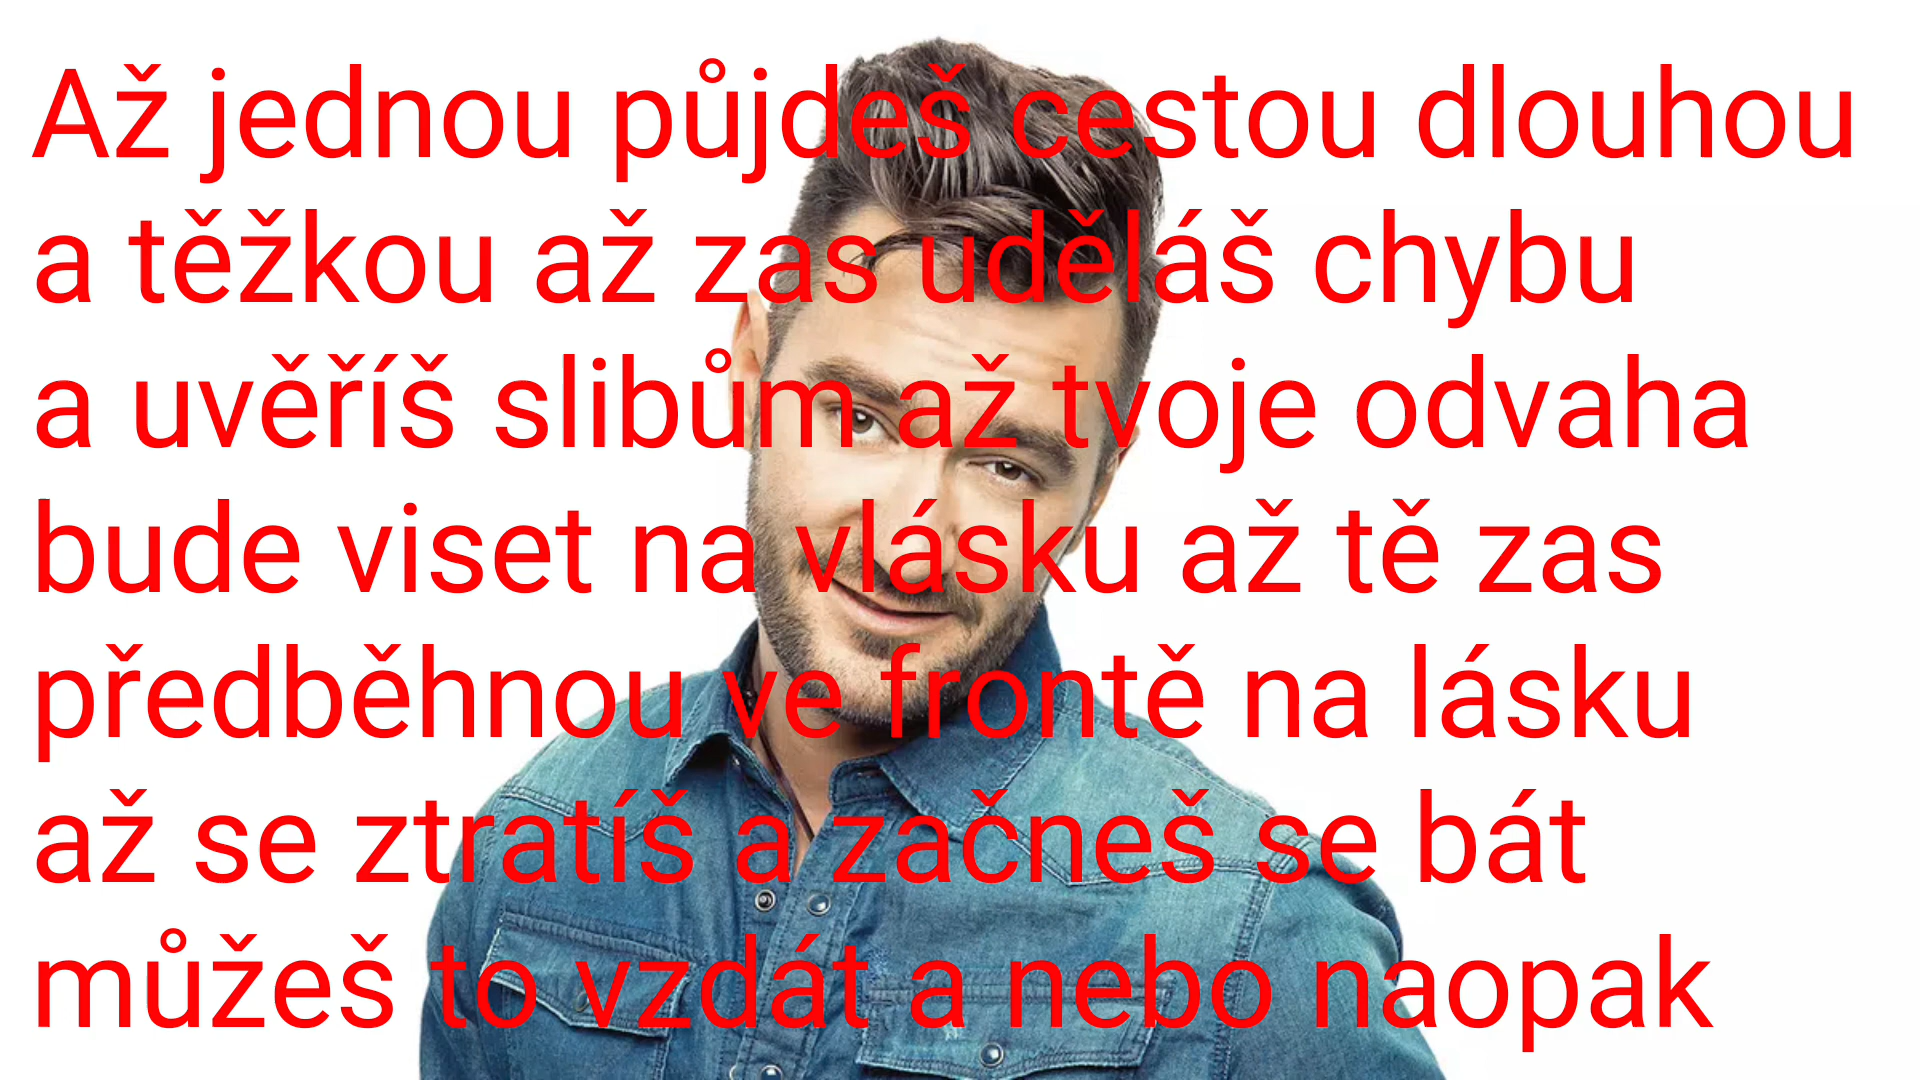 Až jednou půjdeš cestou dlouhou
a těžkou až zas uděláš chybu
a uvěříš slibům až tvoje odvaha
bude viset na vlásku až tě zas
předběhnou ve frontě na lásku
až se ztratíš a začneš se bát
můžeš to vzdát a nebo naopak